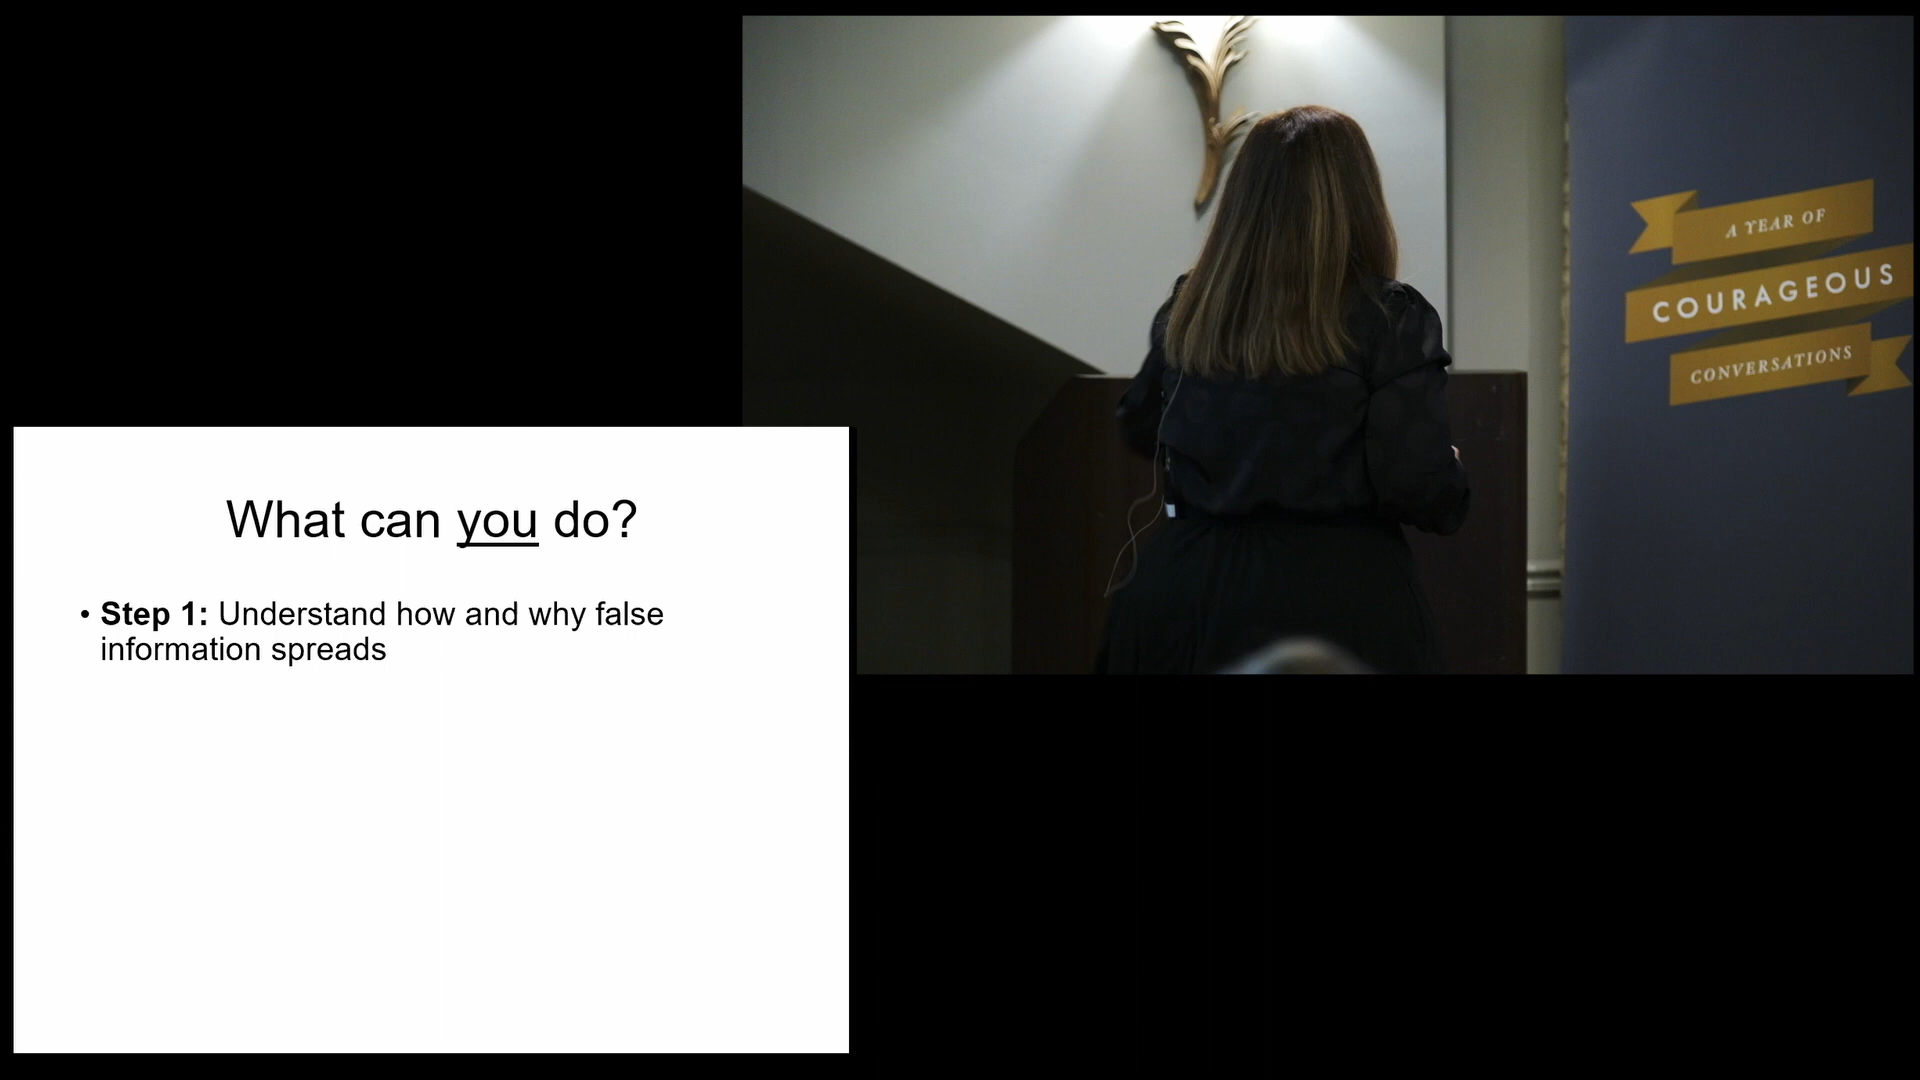 What can you do?
• Step 1: Understand how and why false
information spreads
A YEAR OF
COURAGEOUS
CONVERSATIONS